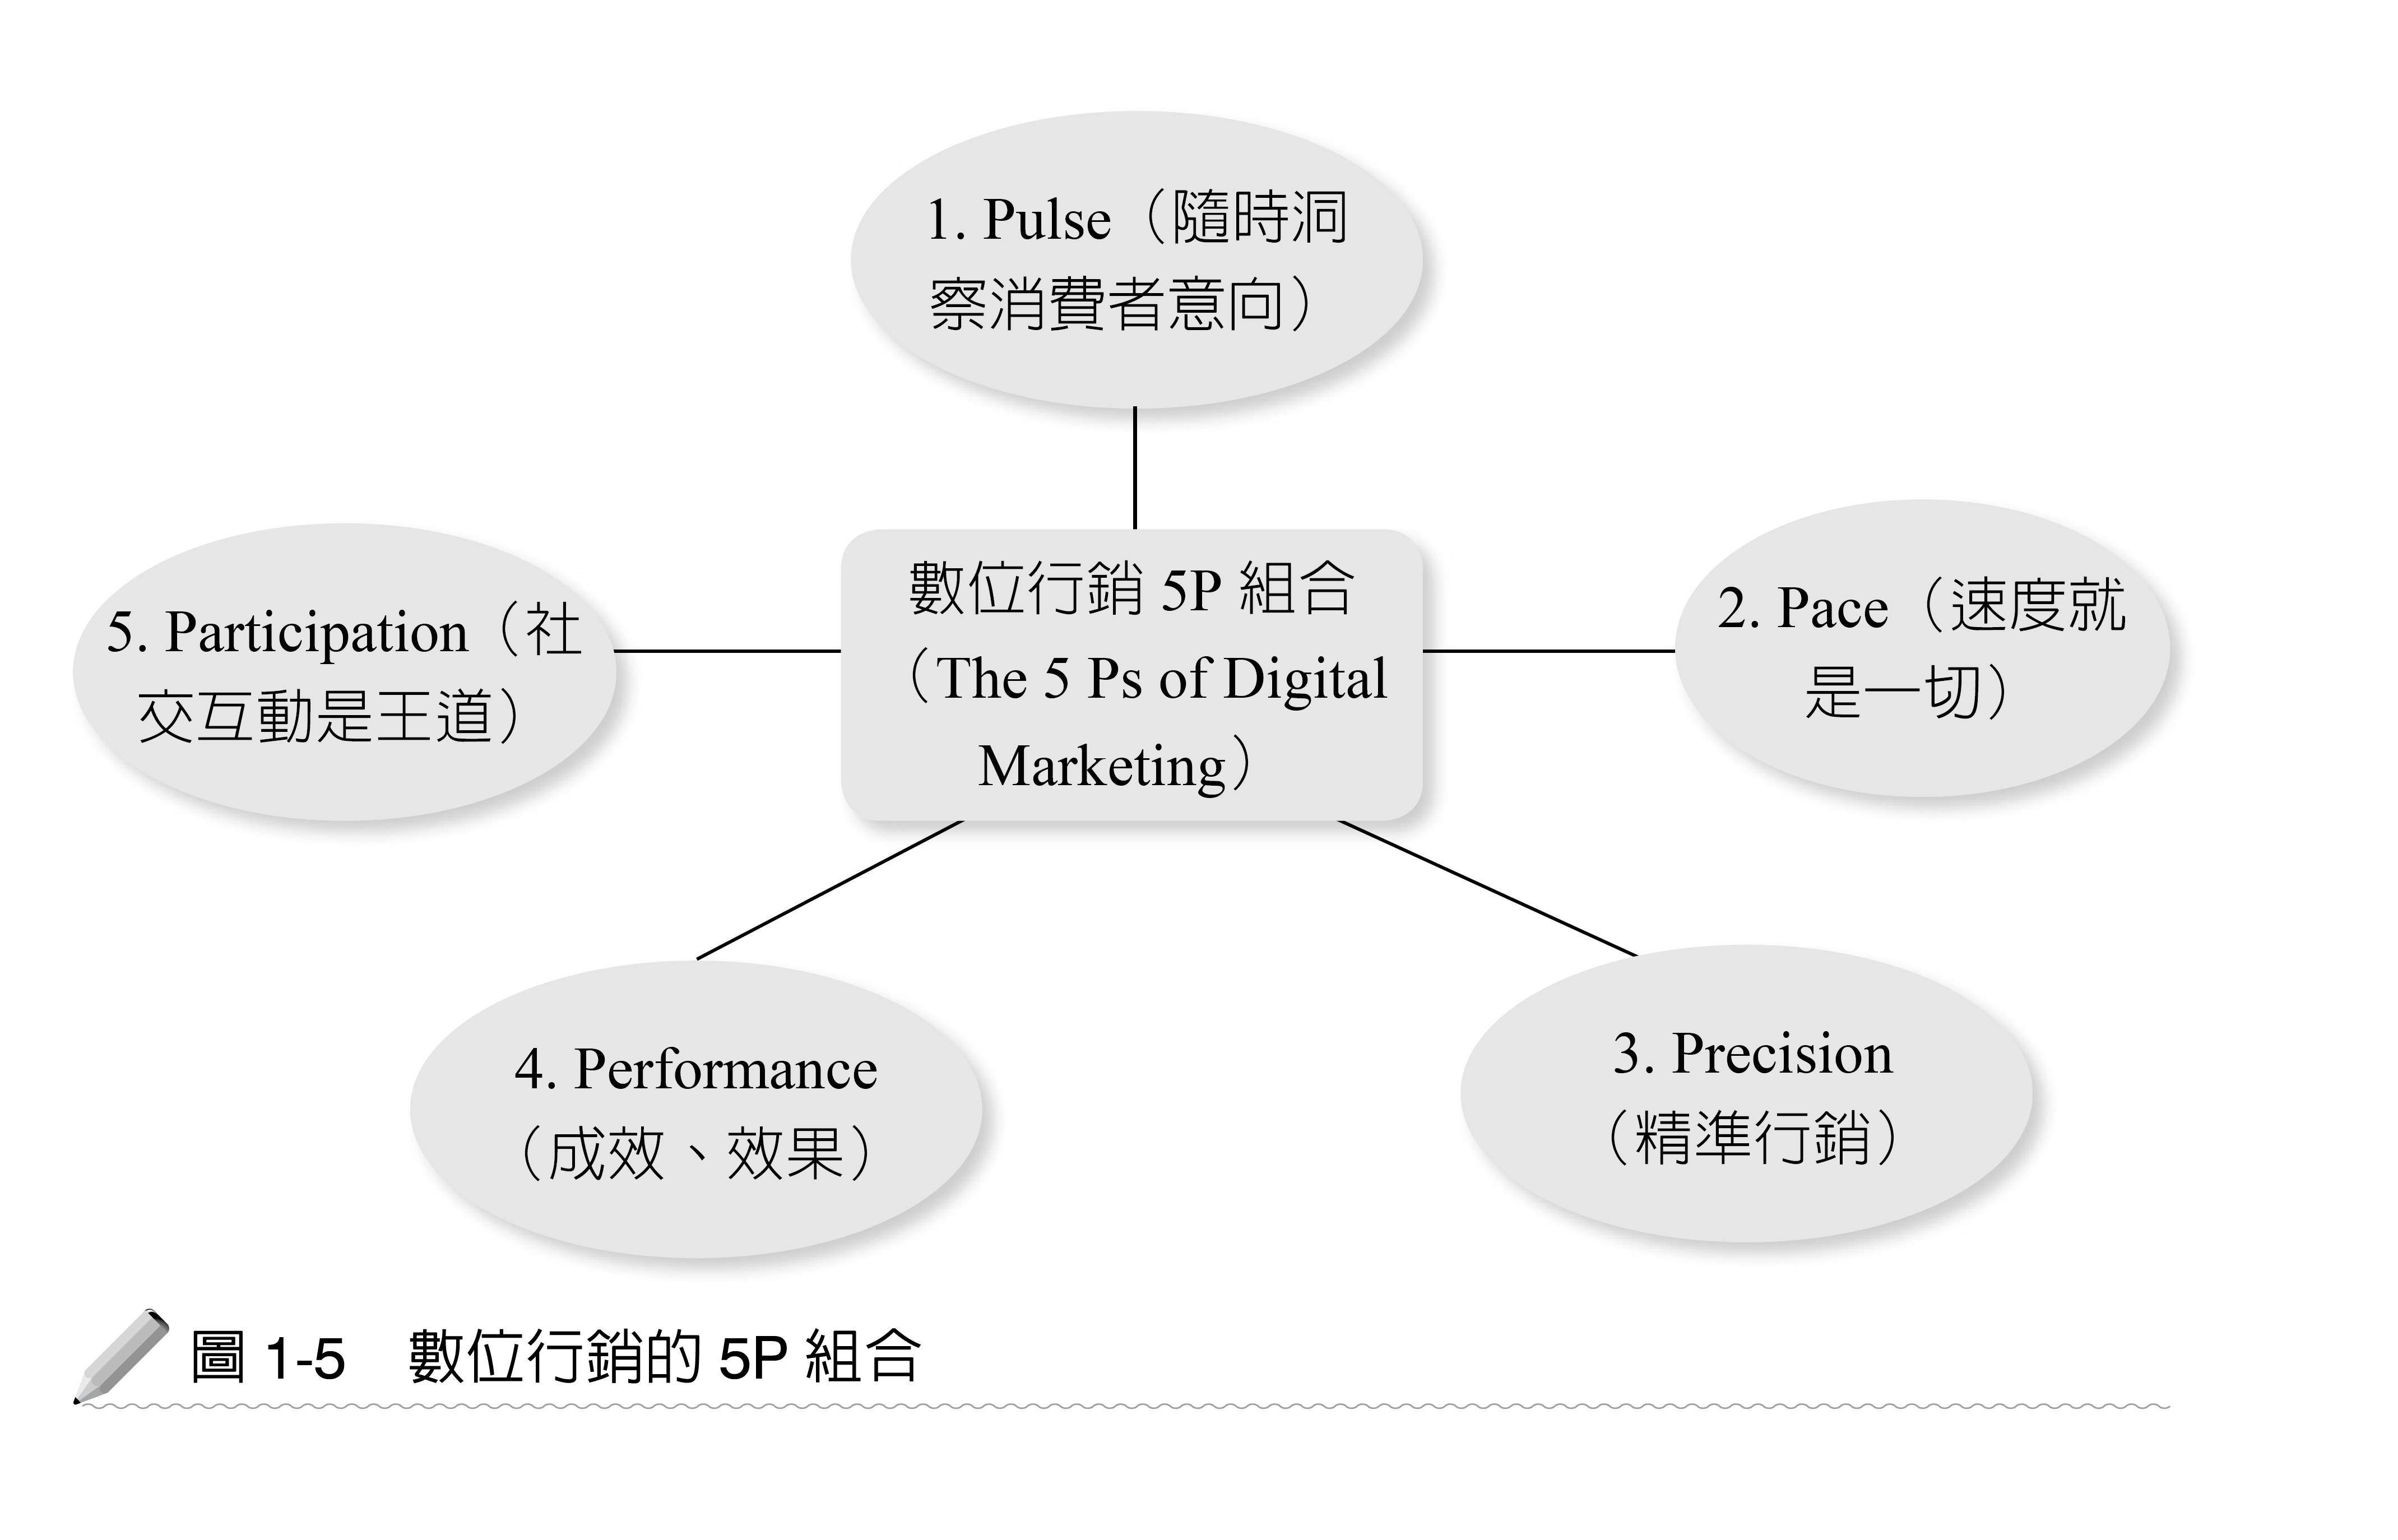 1. Pulse（隨時洞
察消費者意向）
數位行銷 5P 組合
（The 5 Ps of Digital
Marketing）
2. Pace（速度就
是一切）
3. Precision
（精準行銷）
4. Performance
（成效、效果）
5. Participation（社
交互動是王道）
圖 1-5　數位行銷的 5P 組合